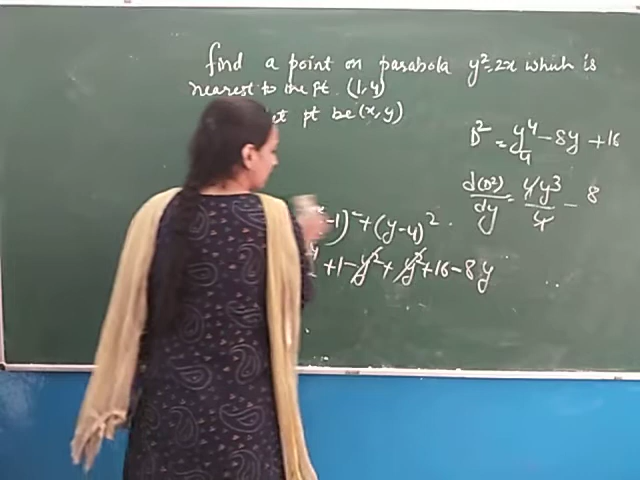 find a point on parabola y²=2x which is
nearest to the pt. (1,4)
pt be (x,y)
-1)² + (y-4)².
+1-y²+y²+16-8y
D² = y⁴/4 - 8y + 16
d(D²)/dy = 4y³/4 - 8